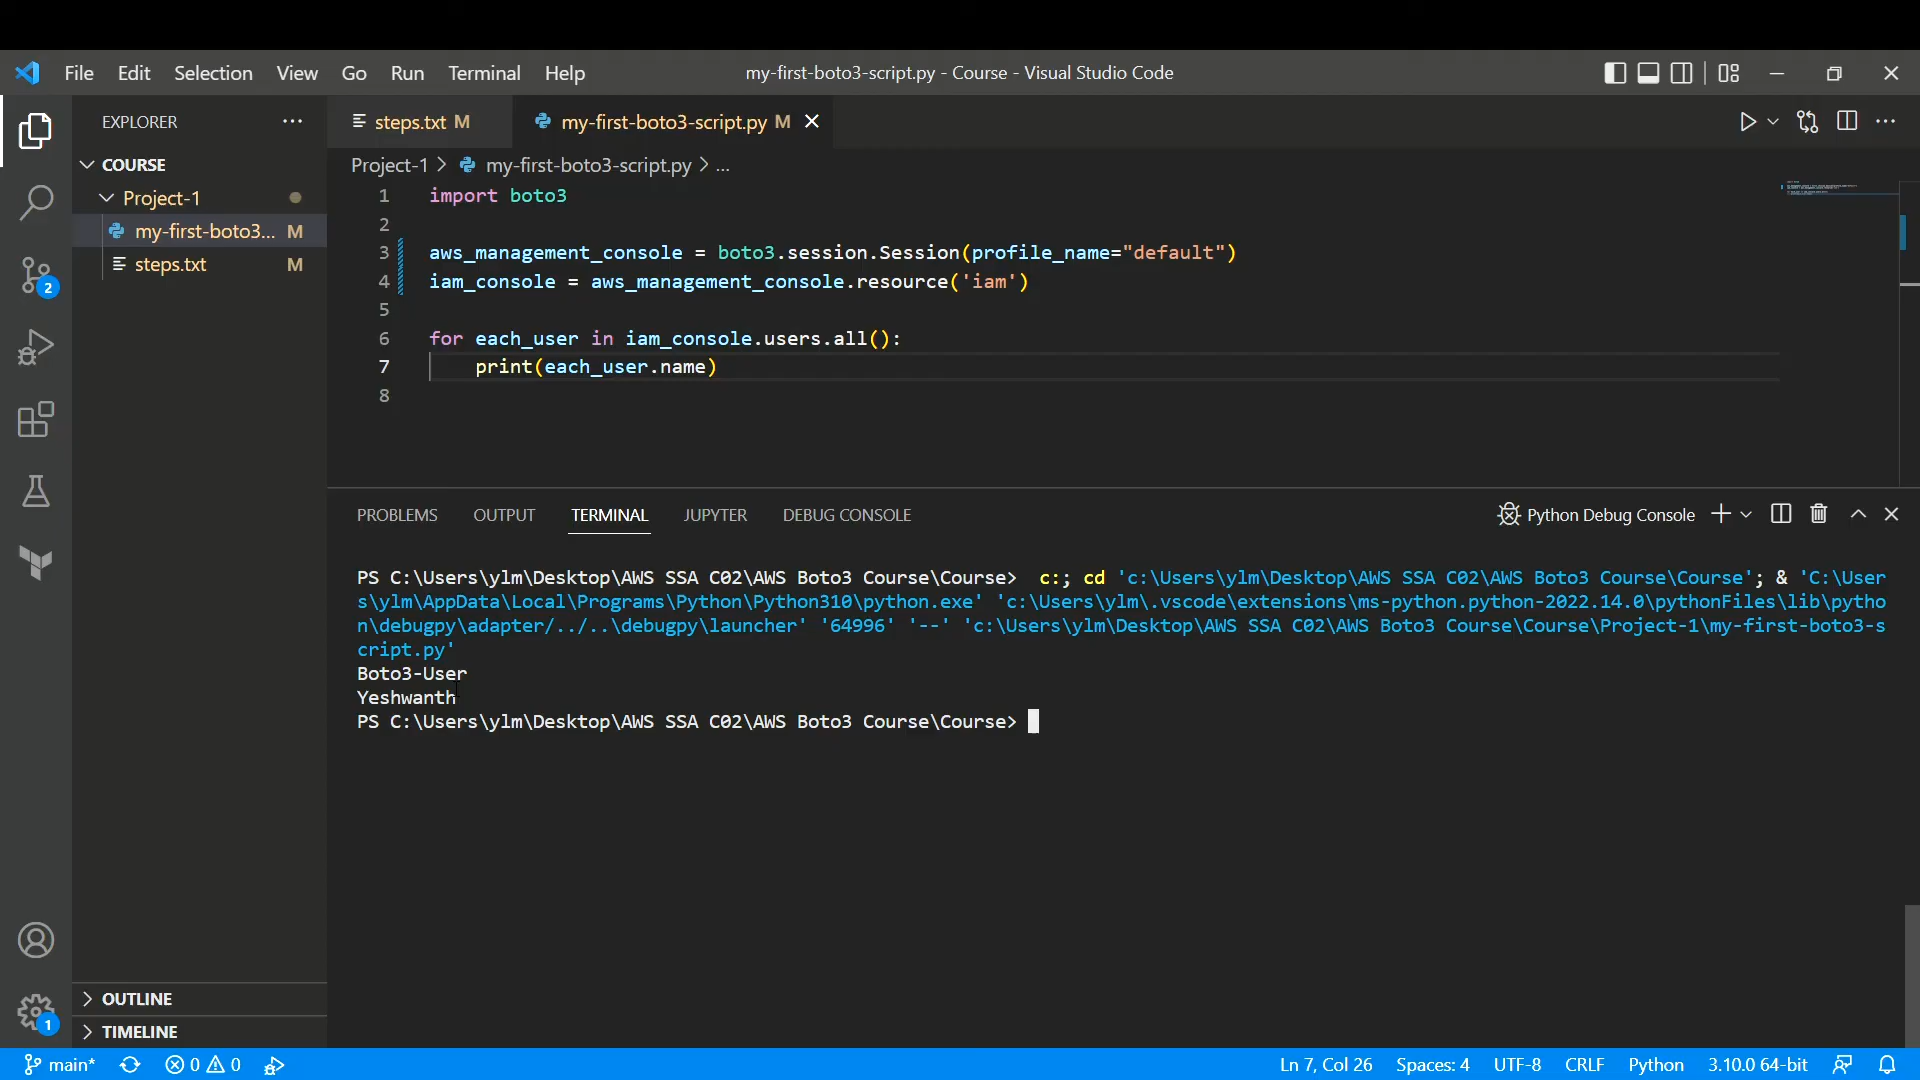 File Edit Selection View Go Run Terminal Help my-first-boto3-script.py - Course - Visual Studio Code
EXPLORER ...
steps.txt M my-first-boto3-script.py M
COURSE
Project-1 > my-first-boto3-script.py > ...
Project-1
my-first-boto3... M
steps.txt M
2
1 import boto3
2
3 aws_management_console = boto3.session.Session(profile_name="default")
4 iam_console = aws_management_console.resource('iam')
5
6 for each_user in iam_console.users.all():
7 print(each_user.name)
8
PROBLEMS OUTPUT TERMINAL JUPYTER DEBUG CONSOLE Python Debug Console
PS C:\Users\ylm\Desktop\AWS SSA C02\AWS Boto3 Course\Course> c:; cd 'c:\Users\ylm\Desktop\AWS SSA C02\AWS Boto3 Course\Course'; & 'C:\User
s\ylm\AppData\Local\Programs\Python\Python310\python.exe' 'c:\Users\ylm\.vscode\extensions\ms-python.python-2022.14.0\pythonFiles\lib\pytho
n\debugpy\adapter/../..\debugpy\launcher' '64996' '--' 'c:\Users\ylm\Desktop\AWS SSA C02\AWS Boto3 Course\Course\Project-1\my-first-boto3-s
cript.py'
Boto3-User
Yeshwanth
PS C:\Users\ylm\Desktop\AWS SSA C02\AWS Boto3 Course\Course>
OUTLINE
1
TIMELINE
main* 0 0 Ln 7, Col 26 Spaces: 4 UTF-8 CRLF Python 3.10.0 64-bit